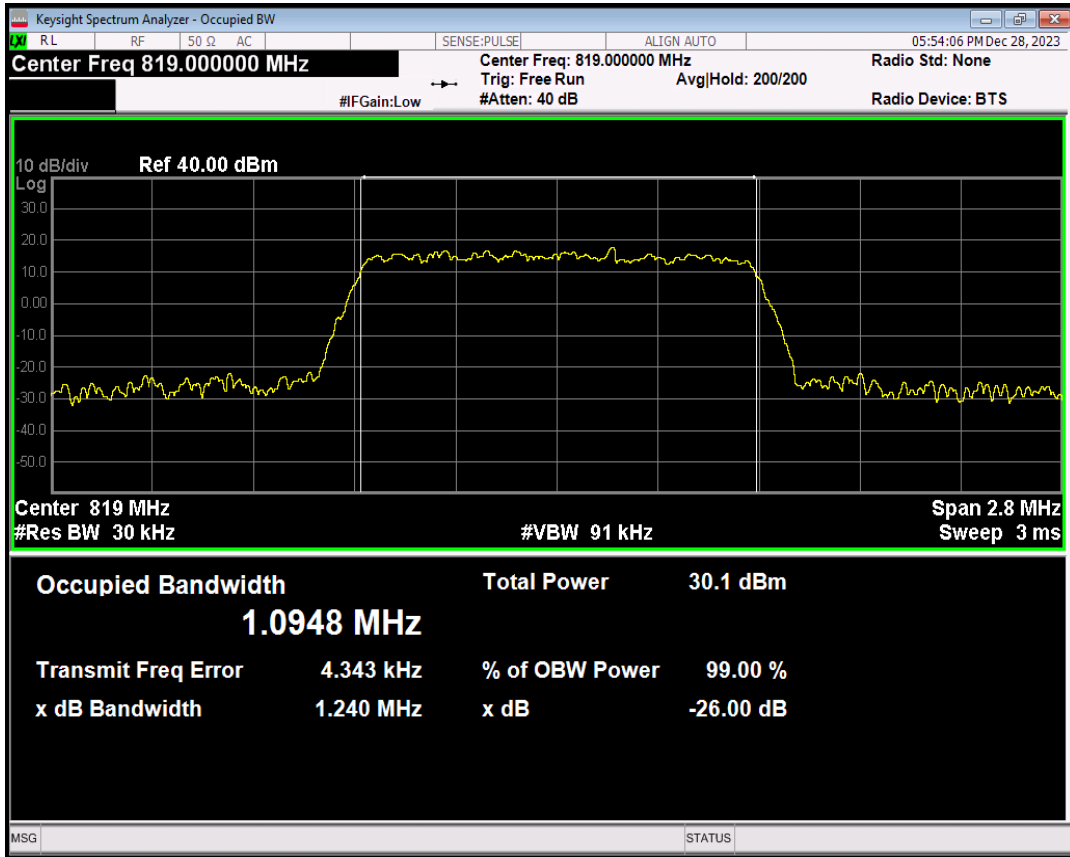 Keysight Spectrum Analyzer - Occupied BW
LXI RL RF 50 Ω AC SENSE:PULSE ALIGN AUTO 05:54:06 PM Dec 28, 2023
Center Freq 819.000000 MHz
Center Freq: 819.000000 MHz Radio Std: None
Trig: Free Run Avg|Hold: 200/200
#IFGain:Low #Atten: 40 dB Radio Device: BTS
10 dB/div Ref 40.00 dBm
Log
30.0
20.0
10.0
0.00
-10.0
-20.0
-30.0
-40.0
-50.0
Center 819 MHz Span 2.8 MHz
#Res BW 30 kHz #VBW 91 kHz Sweep 3 ms
Occupied Bandwidth Total Power 30.1 dBm
1.0948 MHz
Transmit Freq Error 4.343 kHz % of OBW Power 99.00 %
x dB Bandwidth 1.240 MHz x dB -26.00 dB
MSG STATUS